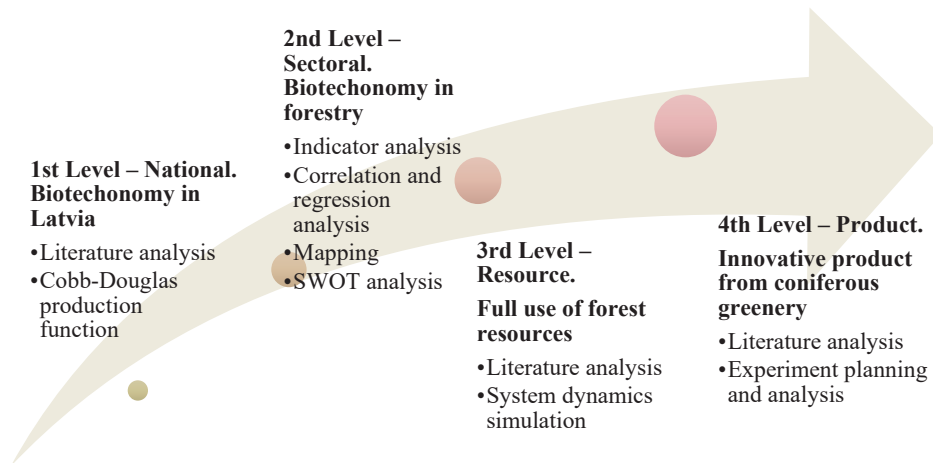 1st Level – National.
Biotechonomy in
Latvia
•Literature analysis
•Cobb-Douglas
production
function
2nd Level –
Sectoral.
Biotechonomy in
forestry
•Indicator analysis
•Correlation and
regression
analysis
•Mapping
•SWOT analysis
3rd Level –
Resource.
Full use of forest
resources
•Literature analysis
•System dynamics
simulation
4th Level – Product.
Innovative product
from coniferous
greenery
•Literature analysis
•Experiment planning
and analysis